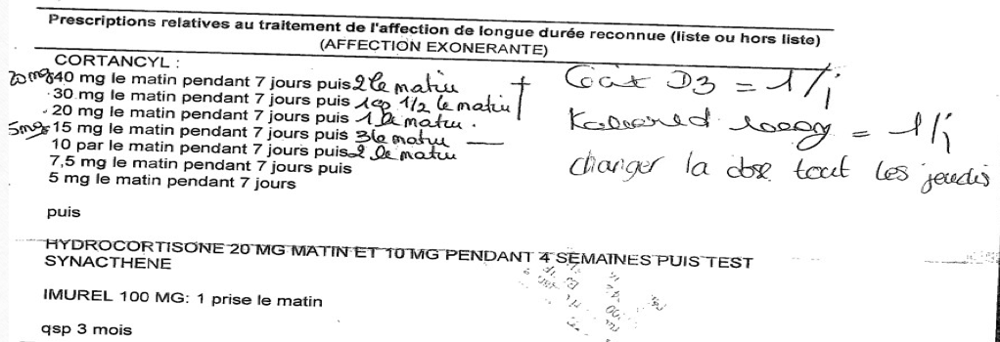 Prescriptions relatives au traitement de l'affection de longue durée reconnue (liste ou hors liste)
(AFFECTION EXONERANTE)
CORTANCYL :
20 mg 40 mg le matin pendant 7 jours puis 2 le matin
30 mg le matin pendant 7 jours puis 1 cp 1/2 le matin
20 mg le matin pendant 7 jours puis 1 le matin.
5 mg 15 mg le matin pendant 7 jours puis 3 le matin
10 par le matin pendant 7 jours puis 2 le matin
7,5 mg le matin pendant 7 jours puis
5 mg le matin pendant 7 jours
D3 = 1/j
= 1/j
changer la dose tout les jeudis
puis
HYDROCORTISONE 20 MG MATIN ET 10 MG PENDANT 4 SEMAINES PUIS TEST
SYNACTHENE
IMUREL 100 MG: 1 prise le matin
qsp 3 mois